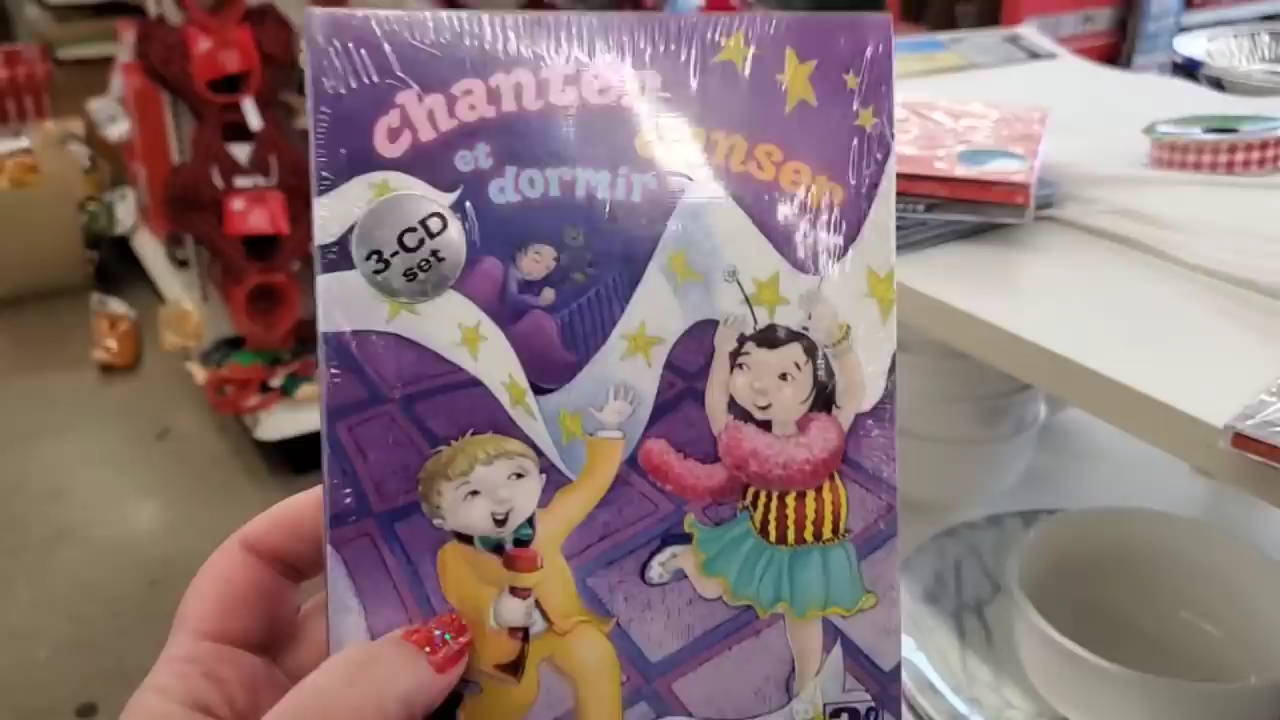 chanter
danser
et
dormir
3-CD
set